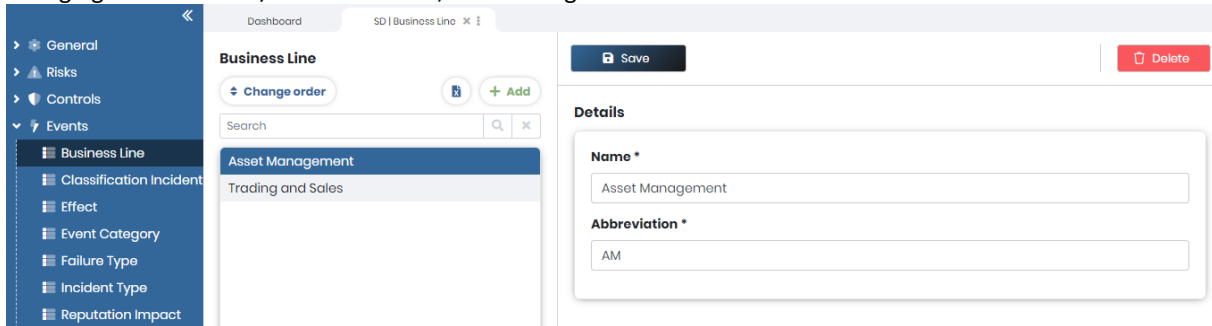 Dashboard
SD | Business Line
General
Risks
Controls
Events
Business Line
Classification Incident
Effect
Event Category
Failure Type
Incident Type
Reputation Impact
Business Line
Change order
+ Add
Search
Asset Management
Trading and Sales
Save
Delete
Details
Name *
Asset Management
Abbreviation *
AM